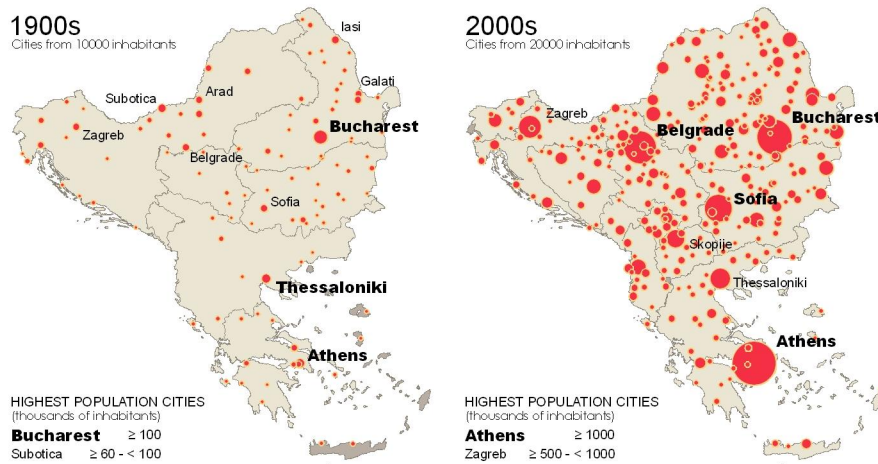 1900s
Cities from 10000 inhabitants
Iasi
Galati
Arad
Subotica
Bucharest
Zagreb
Belgrade
Sofia
Thessaloniki
Athens
HIGHEST POPULATION CITIES
(thousands of inhabitants)
Bucharest ≥ 100
Subotica ≥ 60 - < 100
2000s
Cities from 20000 inhabitants
Zagreb
Belgrade
Bucharest
Sofia
Skopije
Thessaloniki
Athens
HIGHEST POPULATION CITIES
(thousands of inhabitants)
Athens ≥ 1000
Zagreb ≥ 500 - < 1000